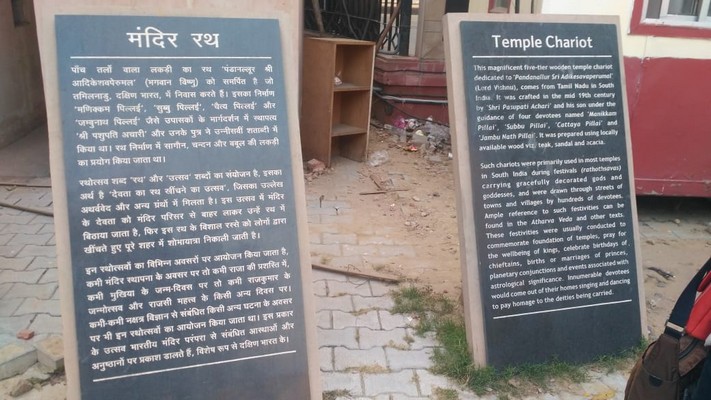 मंदिर रथ
पाँच तलों वाला लकड़ी का रथ 'पंडानल्लूर श्री
आदिकेशवपेरुमल' (भगवान विष्णु) को समर्पित है जो
तमिलनाडु, दक्षिण भारत, में निवास करते हैं। इसका निर्माण
'मणिक्कम पिल्लई', 'सुब्बु पिल्लई', 'वैत्य पिल्लई' और
'जम्बुनाथ पिल्लई' जैसे उपासकों के मार्गदर्शन में स्थापत्य
'श्री पशुपति अचारी' और उनके पुत्र ने उन्नीसवीं शताब्दी में
किया था। रथ निर्माण में सागौन, चन्दन और बबूल की लकड़ी
का प्रयोग किया जाता था।
रथोत्सव शब्द 'रथ' और 'उत्सव' शब्दों का संयोजन है, इसका
अर्थ है 'देवता का रथ खींचने का उत्सव', जिसका उल्लेख
अथर्ववेद और अन्य ग्रंथों में मिलता है। इस उत्सव में मंदिर
के देवता को मंदिर परिसर से बाहर लाकर उन्हें रथ में
बिठाया जाता है, फिर इस रथ के विशाल रस्से को लोगों द्वारा
खींचते हुए पूरे शहर में शोभायात्रा निकाली जाती है।
इन रथोत्सवों का विभिन्न अवसरों पर आयोजन किया जाता है,
कभी मंदिर स्थापना के अवसर पर तो कभी राजा की प्रशस्ति में,
कभी मुखिया के जन्म-दिवस पर तो कभी राजकुमार के
जन्मोत्सव और राजसी महत्त्व के किसी अन्य दिवस पर।
कभी-कभी नक्षत्र विज्ञान से संबंधित किसी अन्य घटना के अवसर
पर भी इन रथोत्सवों का आयोजन किया जाता था। इस प्रकार
के उत्सव भारतीय मंदिर परंपरा से संबंधित आस्थाओं और
अनुष्ठानों पर प्रकाश डालते हैं, विशेष रूप से दक्षिण भारत के।
Temple Chariot
This magnificent five-tier wooden temple chariot
dedicated to 'Pandanallur Sri Adikesavaperumal'
(Lord Vishnu), comes from Tamil Nadu in South
India. It was crafted in the mid 19th century
by 'Shri Pasupati Achari' and his son under the
guidance of four devotees named 'Manikkam
Pillai', 'Subbu Pillai', 'Cattaya Pillai' and
'Jambu Nath Pillai'. It was prepared using locally
available wood viz. teak, sandal and acacia.
Such chariots were primarily used in most temples
in South India during festivals (rathothsavas)
carrying gracefully decorated gods and
goddesses, and were drawn through streets of
towns and villages by hundreds of devotees.
Ample reference to such festivities can be
found in the Atharva Veda and other texts.
These festivities were usually conducted to
commemorate foundation of temples, pray for
the wellbeing of kings, celebrate birthdays of
chieftains, births or marriages of princes,
planetary conjunctions and events associated with
astrological significance. Innumerable devotees
would come out of their homes singing and dancing
to pay homage to the deities being carried.